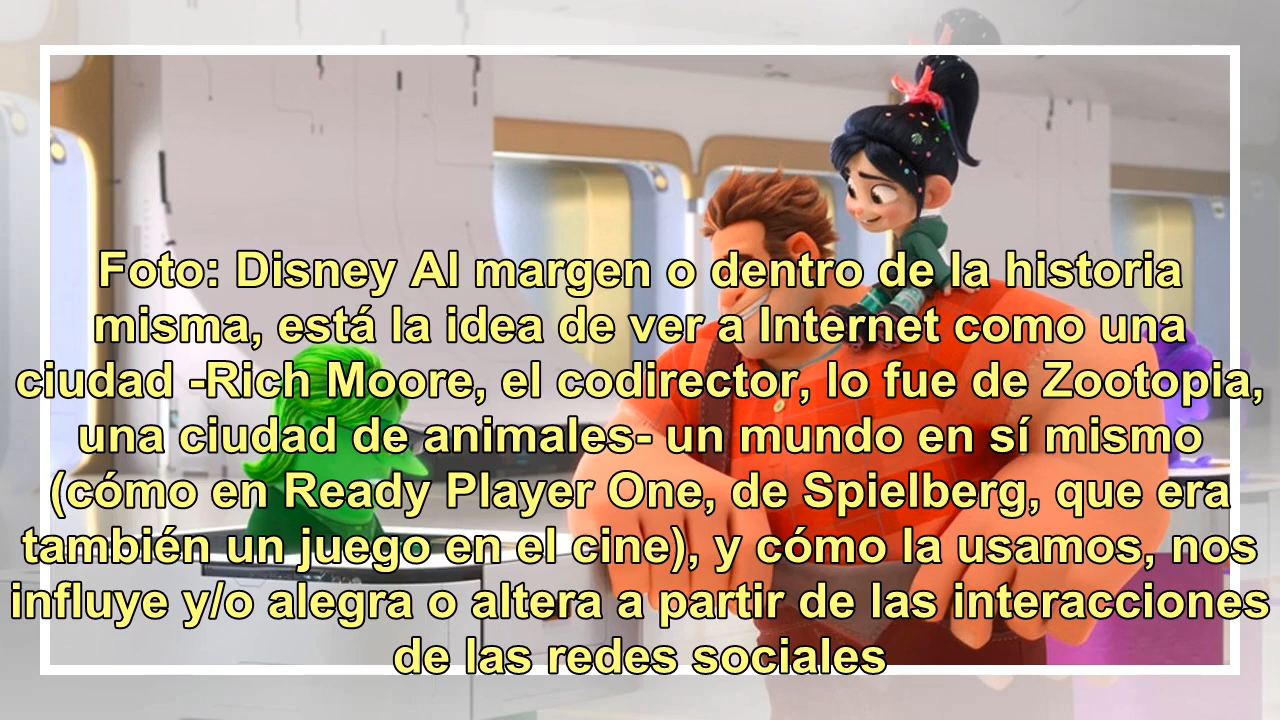 Foto: Disney Al margen o dentro de la historia
misma, está la idea de ver a Internet como una
ciudad -Rich Moore, el codirector, lo fue de Zootopia,
una ciudad de animales- un mundo en sí mismo
(cómo en Ready Player One, de Spielberg, que era
también un juego en el cine), y cómo la usamos, nos
influye y/o alegra o altera a partir de las interacciones
de las redes sociales